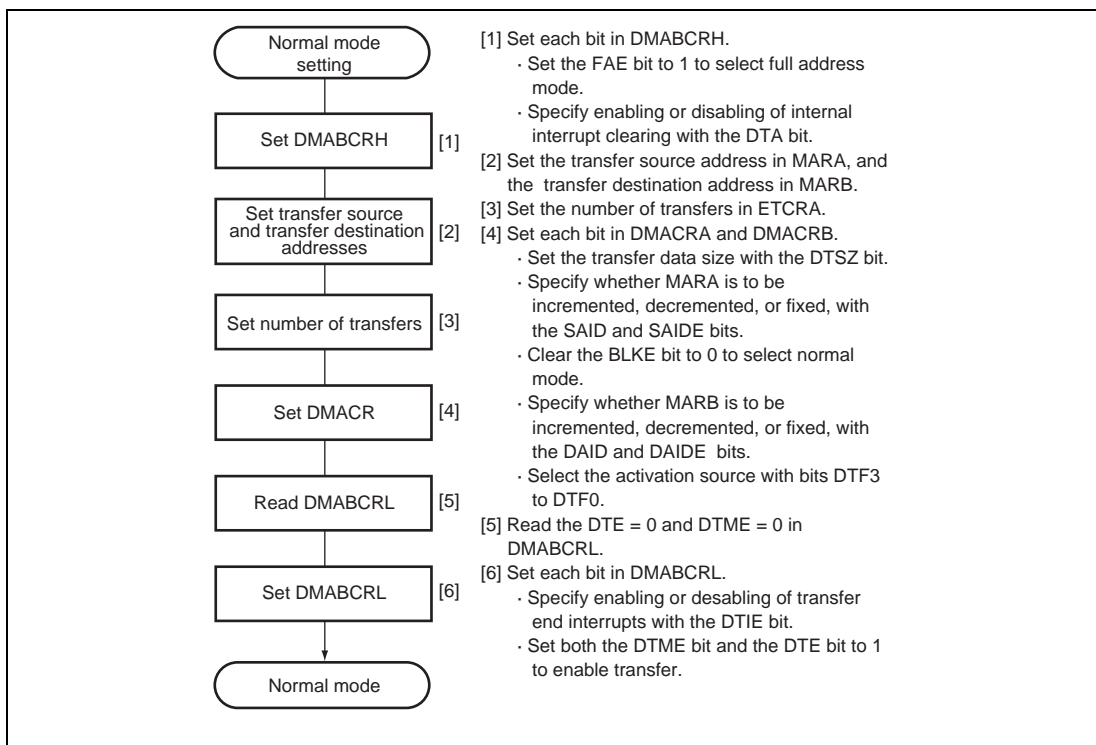 Normal mode
setting
Set DMABCRH
[1]
Set transfer source
and transfer destination
addresses
[2]
Set number of transfers
[3]
Set DMACR
[4]
Read DMABCRL
[5]
Set DMABCRL
[6]
Normal mode
[1] Set each bit in DMABCRH.
· Set the FAE bit to 1 to select full address
mode.
· Specify enabling or disabling of internal
interrupt clearing with the DTA bit.
[2] Set the transfer source address in MARA, and
the transfer destination address in MARB.
[3] Set the number of transfers in ETCRA.
[4] Set each bit in DMACRA and DMACRB.
· Set the transfer data size with the DTSZ bit.
· Specify whether MARA is to be
incremented, decremented, or fixed, with
the SAID and SAIDE bits.
· Clear the BLKE bit to 0 to select normal
mode.
· Specify whether MARB is to be
incremented, decremented, or fixed, with
the DAID and DAIDE bits.
· Select the activation source with bits DTF3
to DTF0.
[5] Read the DTE = 0 and DTME = 0 in
DMABCRL.
[6] Set each bit in DMABCRL.
· Specify enabling or desabling of transfer
end interrupts with the DTIE bit.
· Set both the DTME bit and the DTE bit to 1
to enable transfer.